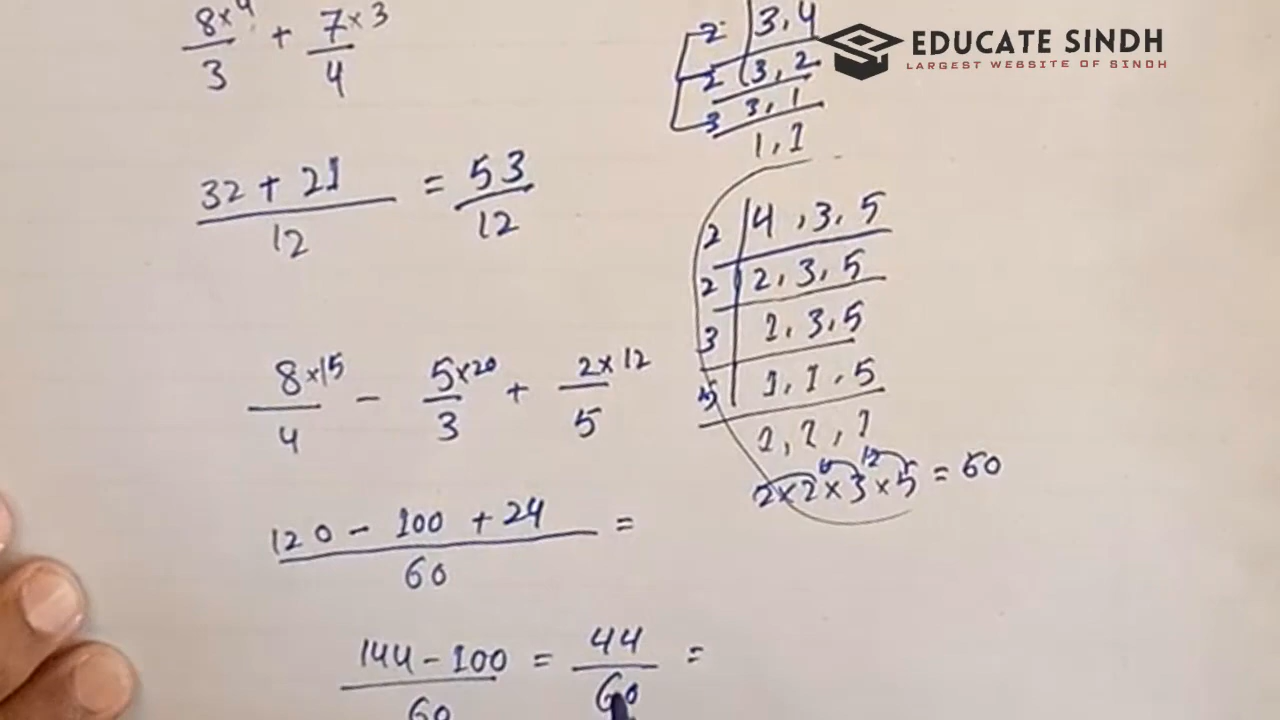 8×4/3 + 7×3/4
32 + 21/12 = 53/12
8×15/4 - 5×20/3 + 2×12/5
120 - 100 + 24/60 =
144 - 100/60 = 44/60 =
2 | 3, 4
2 | 3, 2
3 | 3, 1
1, 1
EDUCATE SINDH
LARGEST WEBSITE OF SINDH
2 | 4, 3, 5
2 | 2, 3, 5
3 | 1, 3, 5
5 | 1, 1, 5
1, 1, 1
12
2×2×3×5 = 60